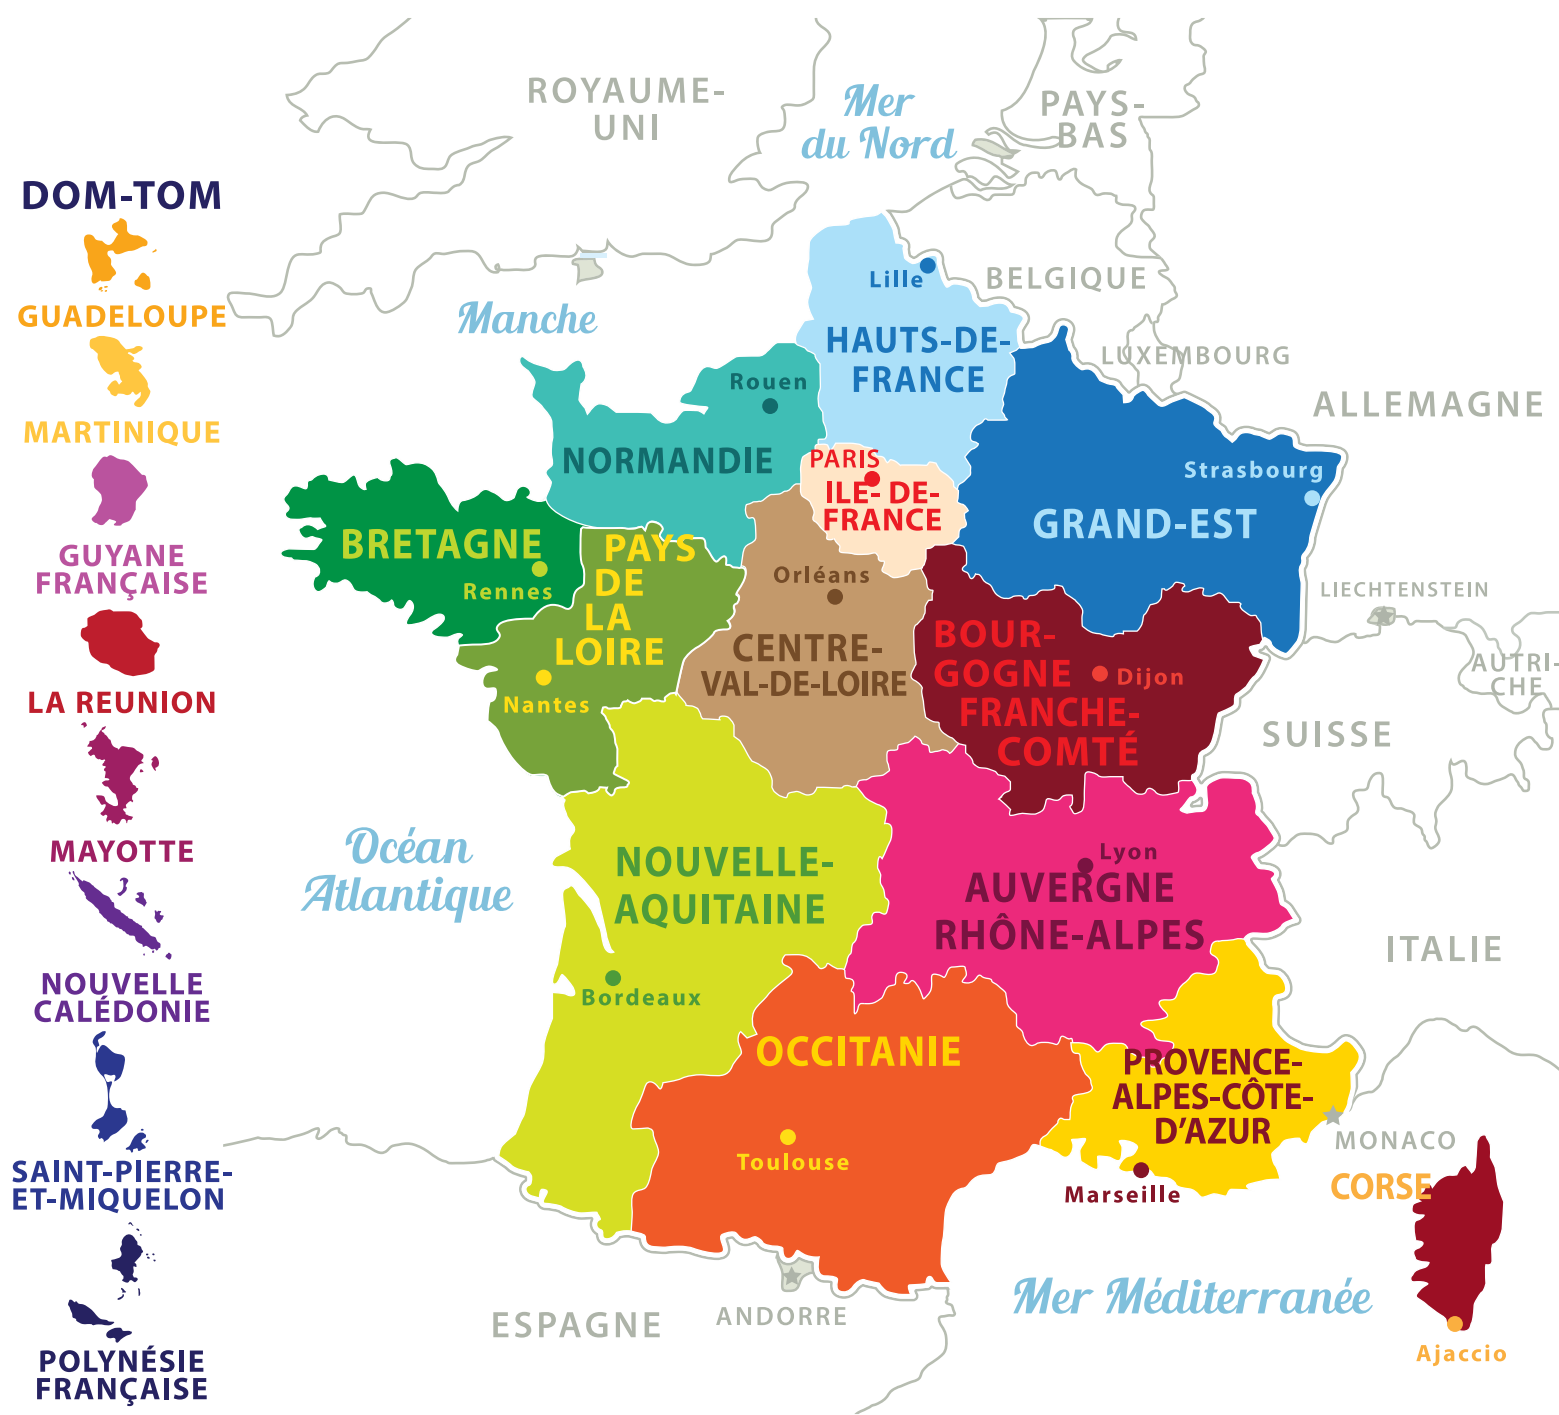 ROYAUME-
UNI
Mer
du Nord
PAYS-
BAS
DOM-TOM
GUADELOUPE
MARTINIQUE
GUYANE
FRANÇAISE
LA REUNION
MAYOTTE
NOUVELLE
CALÉDONIE
SAINT-PIERRE-
ET-MIQUELON
POLYNÉSIE
FRANÇAISE
Manche
BELGIQUE
LUXEMBOURG
ALLEMAGNE
Lille
HAUTS-DE-
FRANCE
Rouen
NORMANDIE
PARIS
ILE- DE-
FRANCE
Strasbourg
GRAND-EST
BRETAGNE
Rennes
PAYS
DE
LA
LOIRE
Nantes
Orléans
CENTRE-
VAL-DE-LOIRE
BOUR-
GOGNE
FRANCHE-
COMTÉ
Dijon
LIECHTENSTEIN
AUTRI-
CHE
SUISSE
Océan
Atlantique
NOUVELLE-
AQUITAINE
Bordeaux
Lyon
AUVERGNE
RHÔNE-ALPES
ITALIE
OCCITANIE
Toulouse
PROVENCE-
ALPES-CÔTE-
D’AZUR
Marseille
MONACO
CORSE
Ajaccio
Mer Méditerranée
ESPAGNE
ANDORRE